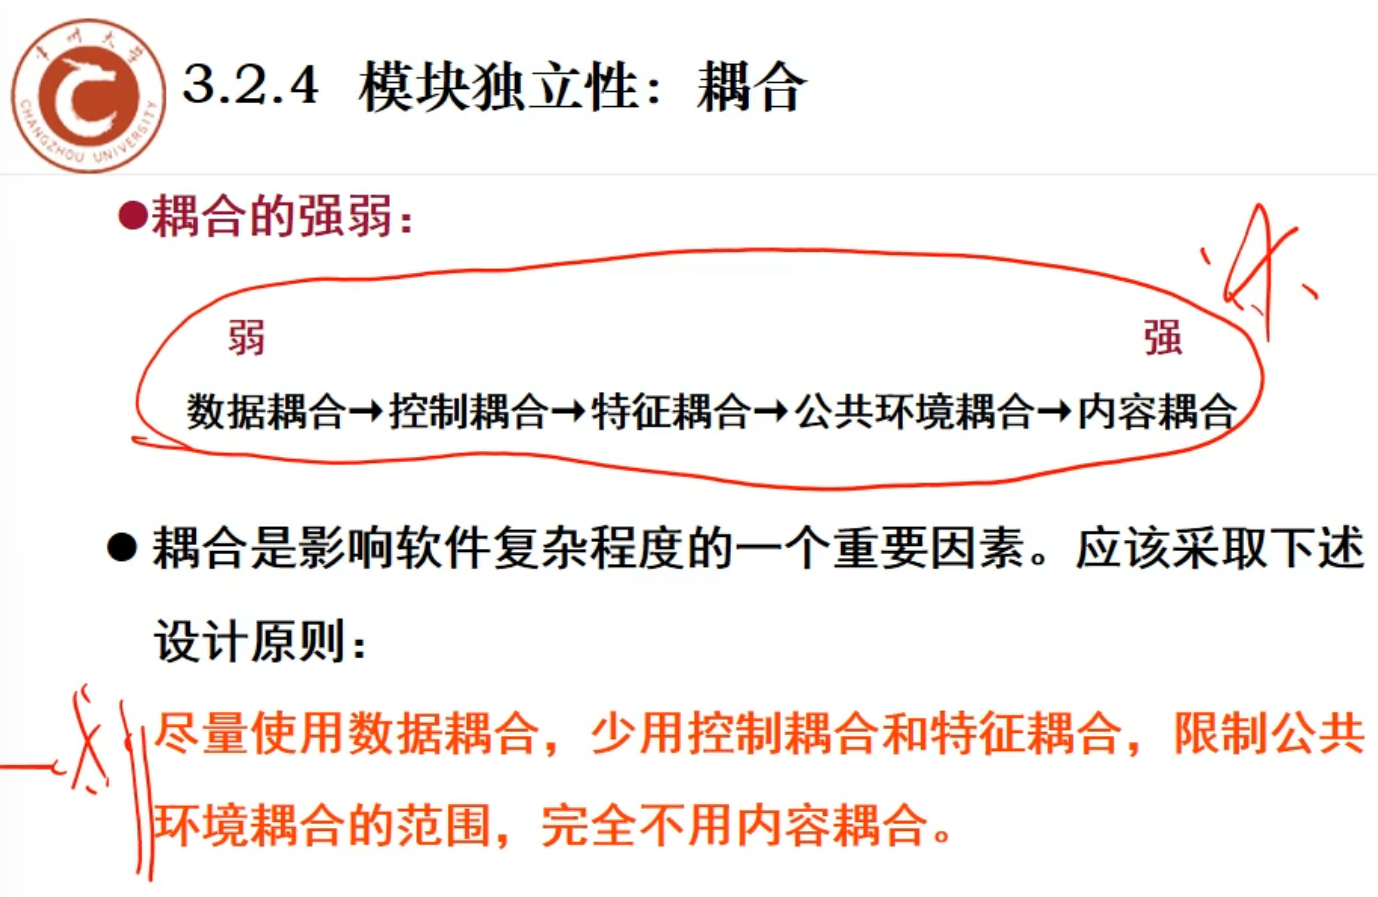 常州大学
CHANGZHOU UNIVERSITY
3.2.4 模块独立性：耦合
●耦合的强弱：
弱 强
数据耦合→控制耦合→特征耦合→公共环境耦合→内容耦合
● 耦合是影响软件复杂程度的一个重要因素。应该采取下述
设计原则：
尽量使用数据耦合，少用控制耦合和特征耦合，限制公共
环境耦合的范围，完全不用内容耦合。